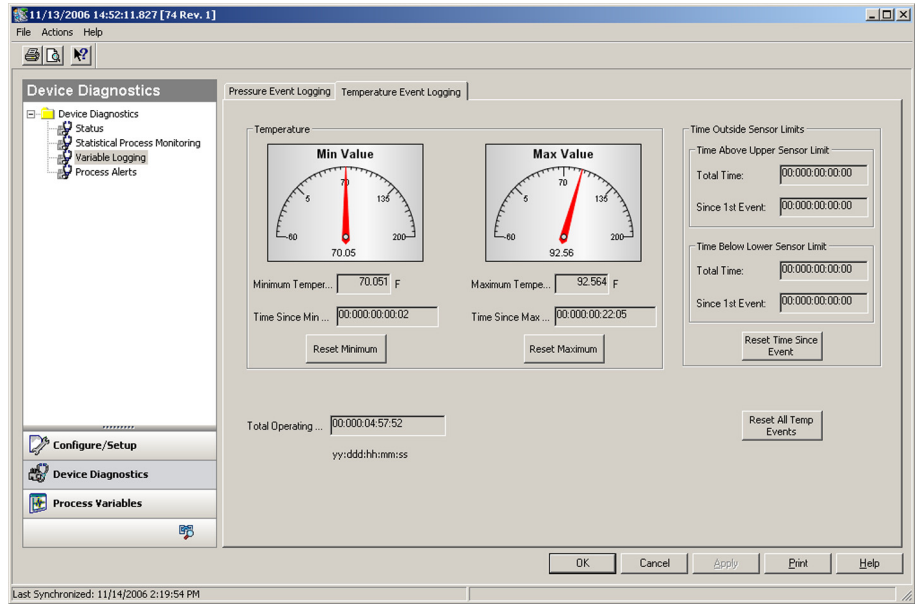 11/13/2006 14:52:11.827 [74 Rev. 1]
File Actions Help
Device Diagnostics
Device Diagnostics
Status
Statistical Process Monitoring
Variable Logging
Process Alerts
Configure/Setup
Device Diagnostics
Process Variables
Pressure Event Logging Temperature Event Logging
Temperature
Min Value
-60 5 70 135 200
70.05
Minimum Temper... 70.051 F
Time Since Min ... 00:000:00:00:02
Reset Minimum
Max Value
-60 5 70 135 200
92.56
Maximum Tempe... 92.564 F
Time Since Max ... 00:000:00:22:05
Reset Maximum
Time Outside Sensor Limits
Time Above Upper Sensor Limit
Total Time: 00:000:00:00:00
Since 1st Event: 00:000:00:00:00
Time Below Lower Sensor Limit
Total Time: 00:000:00:00:00
Since 1st Event: 00:000:00:00:00
Reset Time Since
Event
Total Operating ... 00:000:04:57:52
yy:ddd:hh:mm:ss
Reset All Temp
Events
OK Cancel Apply Print Help
Last Synchronized: 11/14/2006 2:19:54 PM